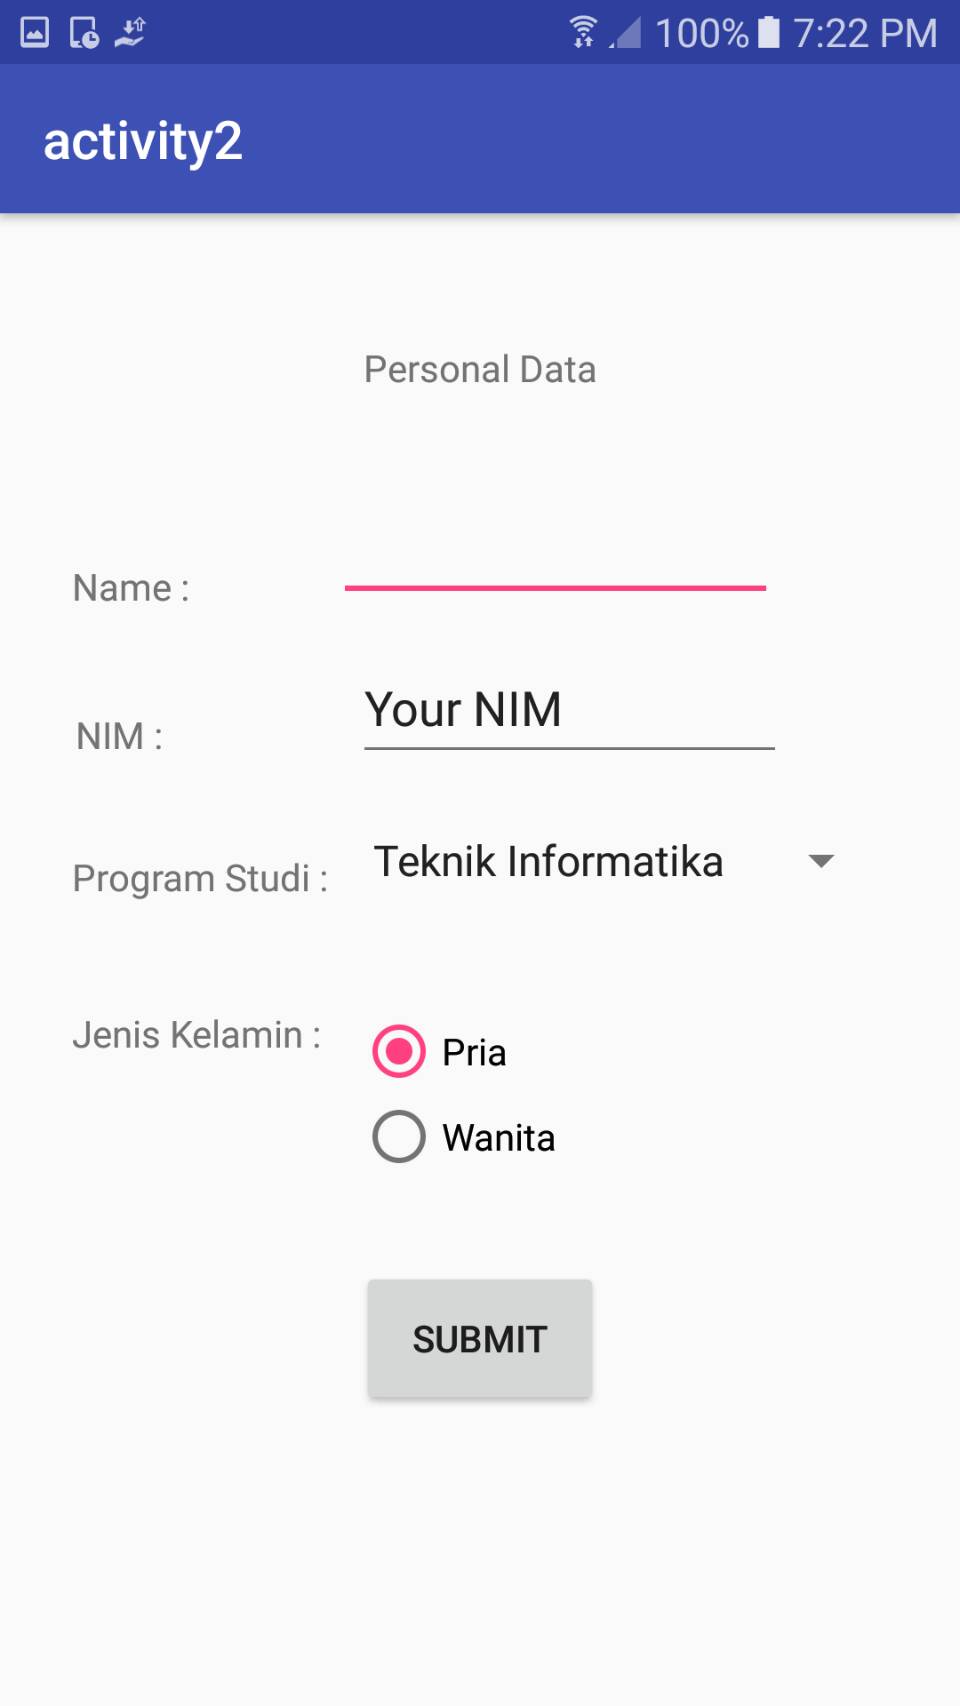 100% 7:22 PM
activity2
Personal Data
Name :
NIM : Your NIM
Program Studi : Teknik Informatika
Jenis Kelamin : Pria
Wanita
SUBMIT